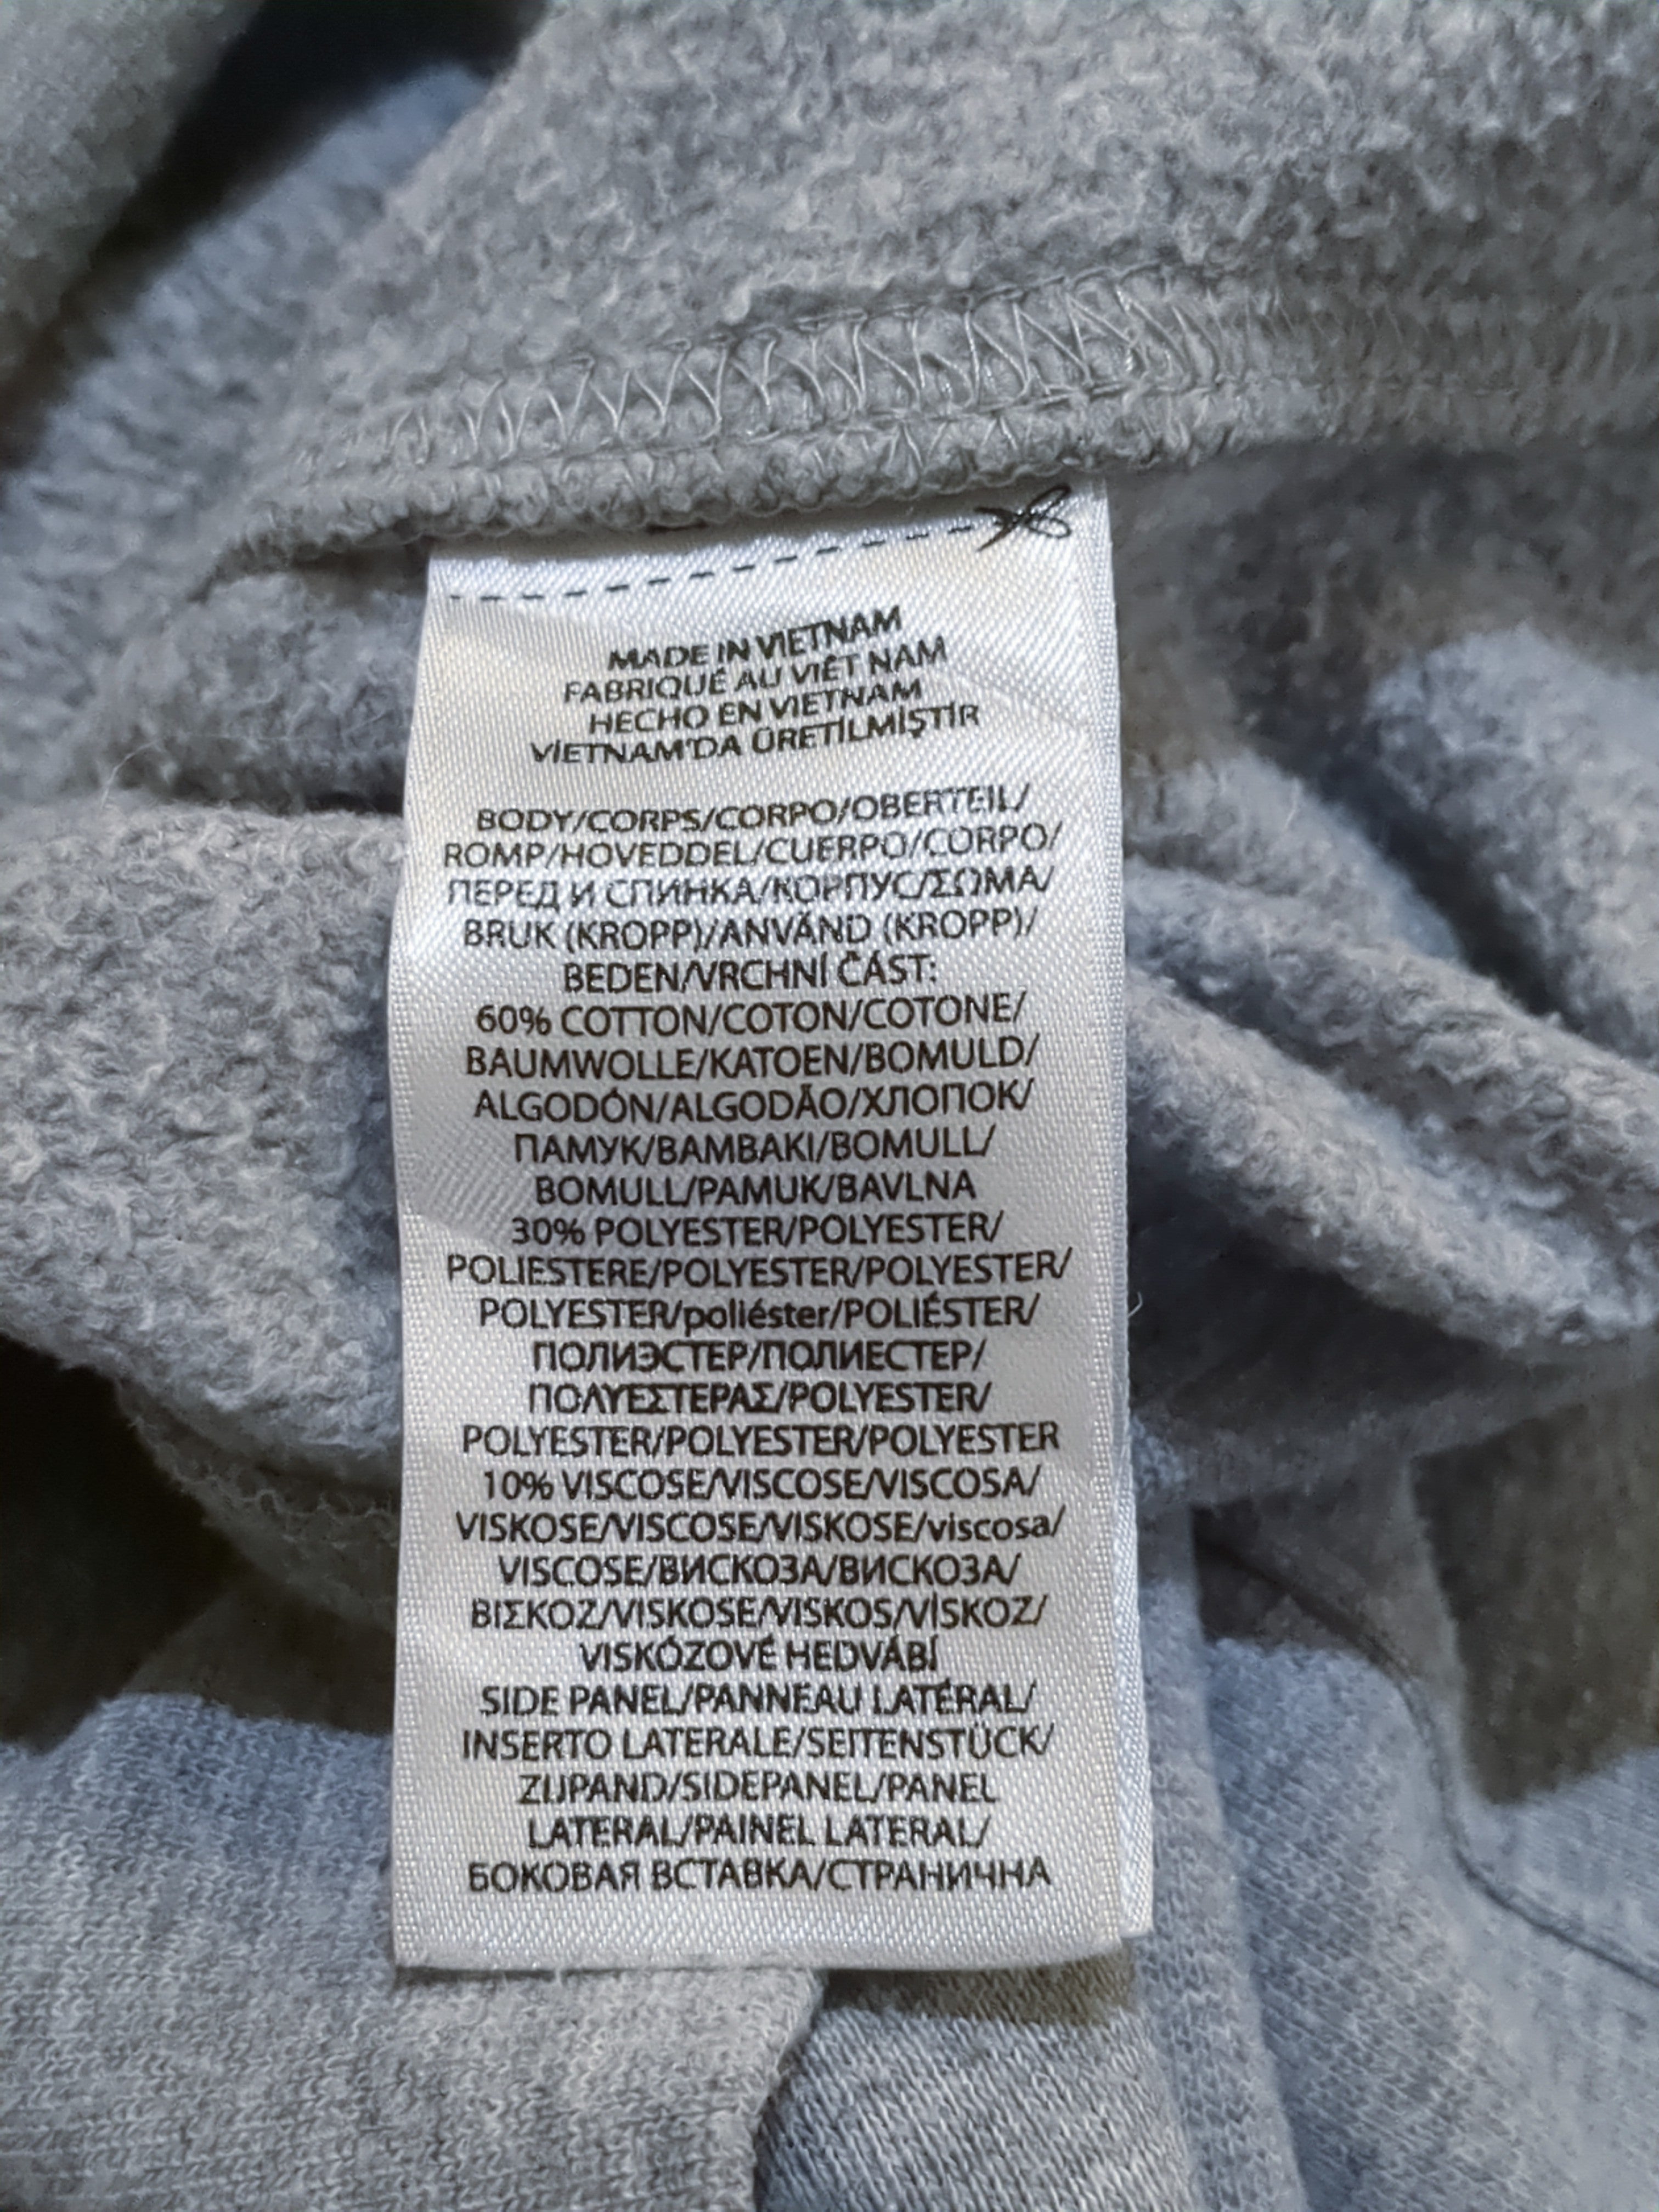 MADE IN VIETNAM
FABRIQUÉ AU VIÊT NAM
HECHO EN VIETNAM
VİETNAM'DA ÜRETİLMİŞTİR
BODY/CORPS/CORPO/OBERTEIL/
ROMP/HOVEDDEL/CUERPO/CORPO/
ПЕРЕД И СПИНКА/КОРПУС/ΣΩΜΑ/
BRUK (KROPP)/ANVÄND (KROPP)/
BEDEN/VRCHNÍ ČÁST:
60% COTTON/COTON/COTONE/
BAUMWOLLE/KATOEN/BOMULD/
ALGODÓN/ALGODÃO/ХЛОПОК/
ПАМУК/BAMBAKI/BOMULL/
BOMULL/PAMUK/BAVLNA
30% POLYESTER/POLYESTER/
POLIESTERE/POLYESTER/POLYESTER/
POLYESTER/poliéster/POLIÉSTER/
ПОЛИЭСТЕР/ПОЛИЕСТЕР/
ΠΟΛΥΕΣΤΕΡΑΣ/POLYESTER/
POLYESTER/POLYESTER/POLYESTER
10% VISCOSE/VISCOSE/VISCOSA/
VISKOSE/VISCOSE/VISKOSE/viscosa/
VISCOSE/ВИСКОЗА/ВИСКОЗА/
ΒΙΣΚΟΖ/VISKOSE/VISKOS/VİSKOZ/
VISKÓZOVÉ HEDVÁBÍ
SIDE PANEL/PANNEAU LATÉRAL/
INSERTO LATERALE/SEITENSTÜCK/
ZIJPAND/SIDEPANEL/PANEL
LATERAL/PAINEL LATERAL/
БОКОВАЯ ВСТАВКА/СТРАНИЧНА